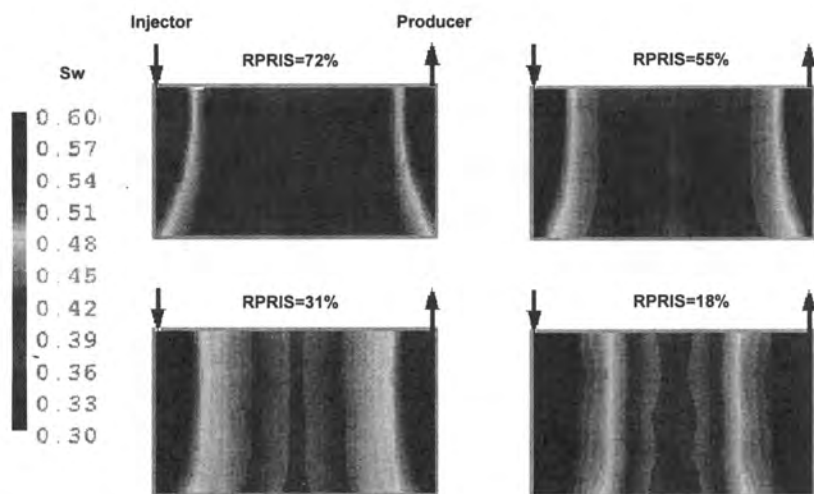 Injector
Producer
RPRIS=72%
RPRIS=55%
Sw
0.60
0.57
0.54
0.51
0.48
0.45
0.42
0.39
0.36
0.33
0.30
RPRIS=31%
RPRIS=18%